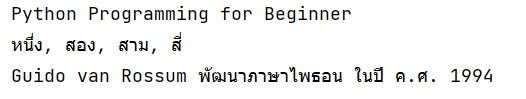 Python Programming for Beginner
หนึ่ง, สอง, สาม, สี่
Guido van Rossum พัฒนาภาษาไพธอน ในปี ค.ศ. 1994